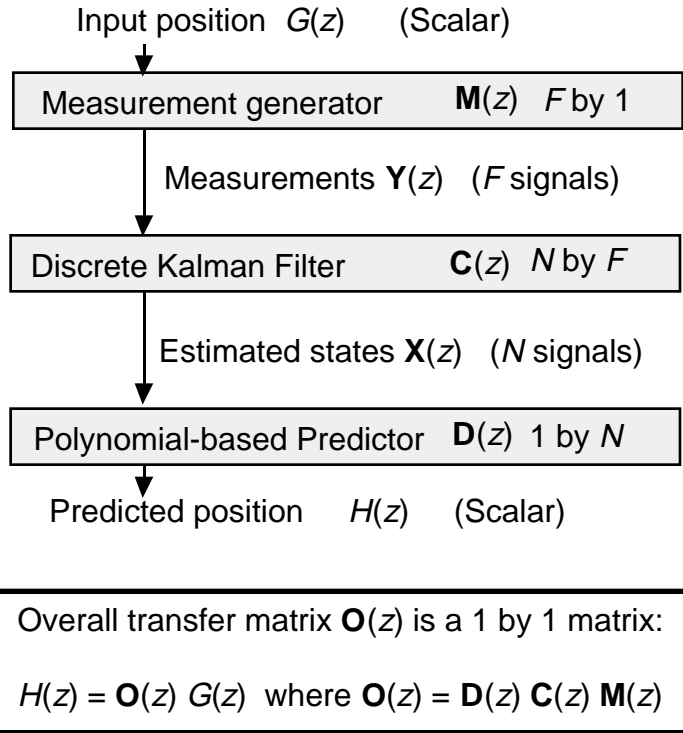 Input position G(z) (Scalar)
Measurement generator M(z) F by 1
Measurements Y(z) (F signals)
Discrete Kalman Filter C(z) N by F
Estimated states X(z) (N signals)
Polynomial-based Predictor D(z) 1 by N
Predicted position H(z) (Scalar)
Overall transfer matrix O(z) is a 1 by 1 matrix:
H(z) = O(z) G(z) where O(z) = D(z) C(z) M(z)